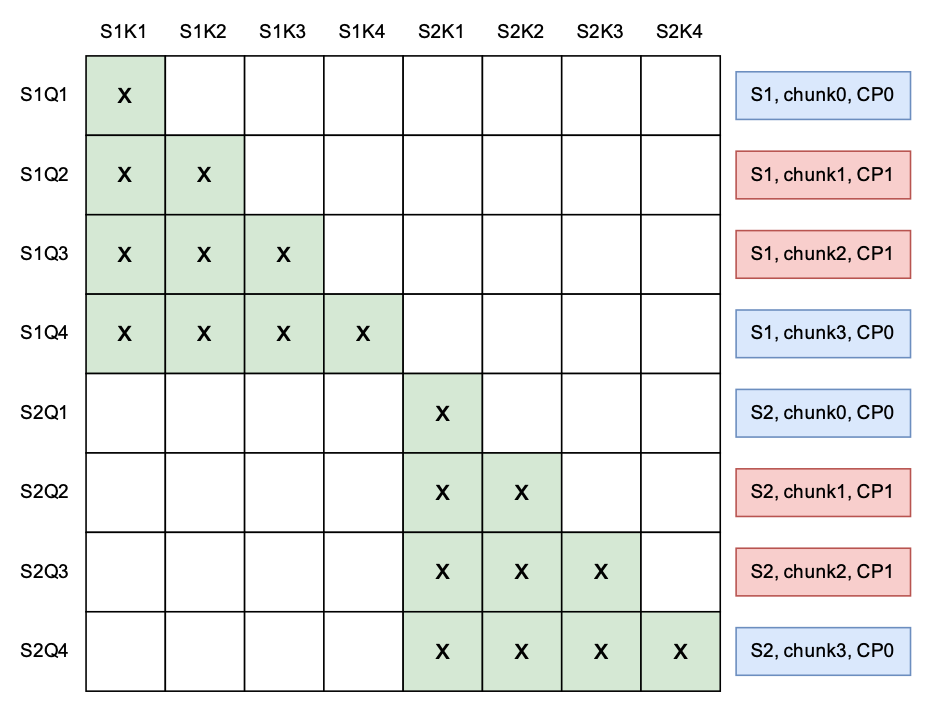 S1K1 S1K2 S1K3 S1K4 S2K1 S2K2 S2K3 S2K4
S1Q1 X S1, chunk0, CP0
S1Q2 X X S1, chunk1, CP1
S1Q3 X X X S1, chunk2, CP1
S1Q4 X X X X S1, chunk3, CP0
S2Q1 X S2, chunk0, CP0
S2Q2 X X S2, chunk1, CP1
S2Q3 X X X S2, chunk2, CP1
S2Q4 X X X X S2, chunk3, CP0